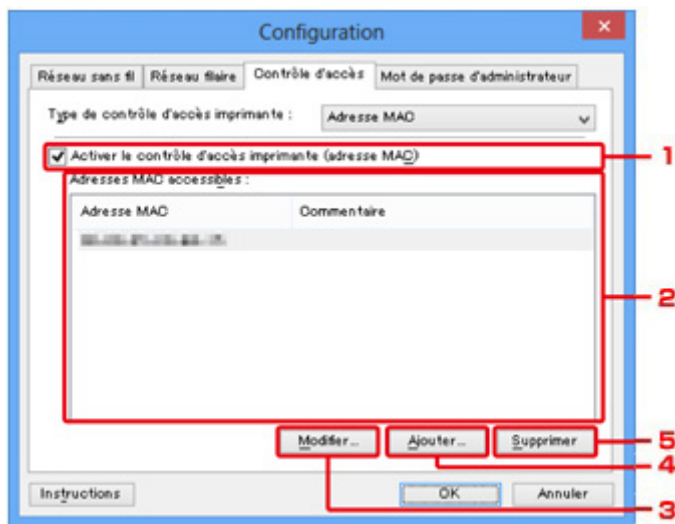 Configuration
Réseau sans fil Réseau filaire Contrôle d'accès Mot de passe d'administrateur
Type de contrôle d'accès imprimante : Adresse MAC
Activer le contrôle d'accès imprimante (adresse MAC) 1
Adresses MAC accessibles :
Adresse MAC Commentaire
2
Modifier... Ajouter... Supprimer 5
4
Instructions OK Annuler
3